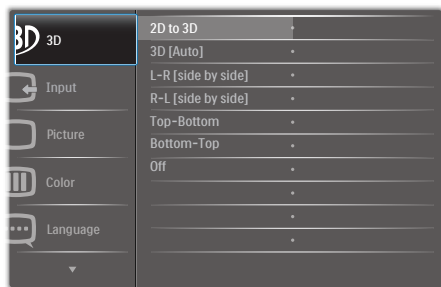 3D
3D
Input
Picture
Color
Language
2D to 3D
3D [Auto]
L-R [side by side]
R-L [side by side]
Top-Bottom
Bottom-Top
Off